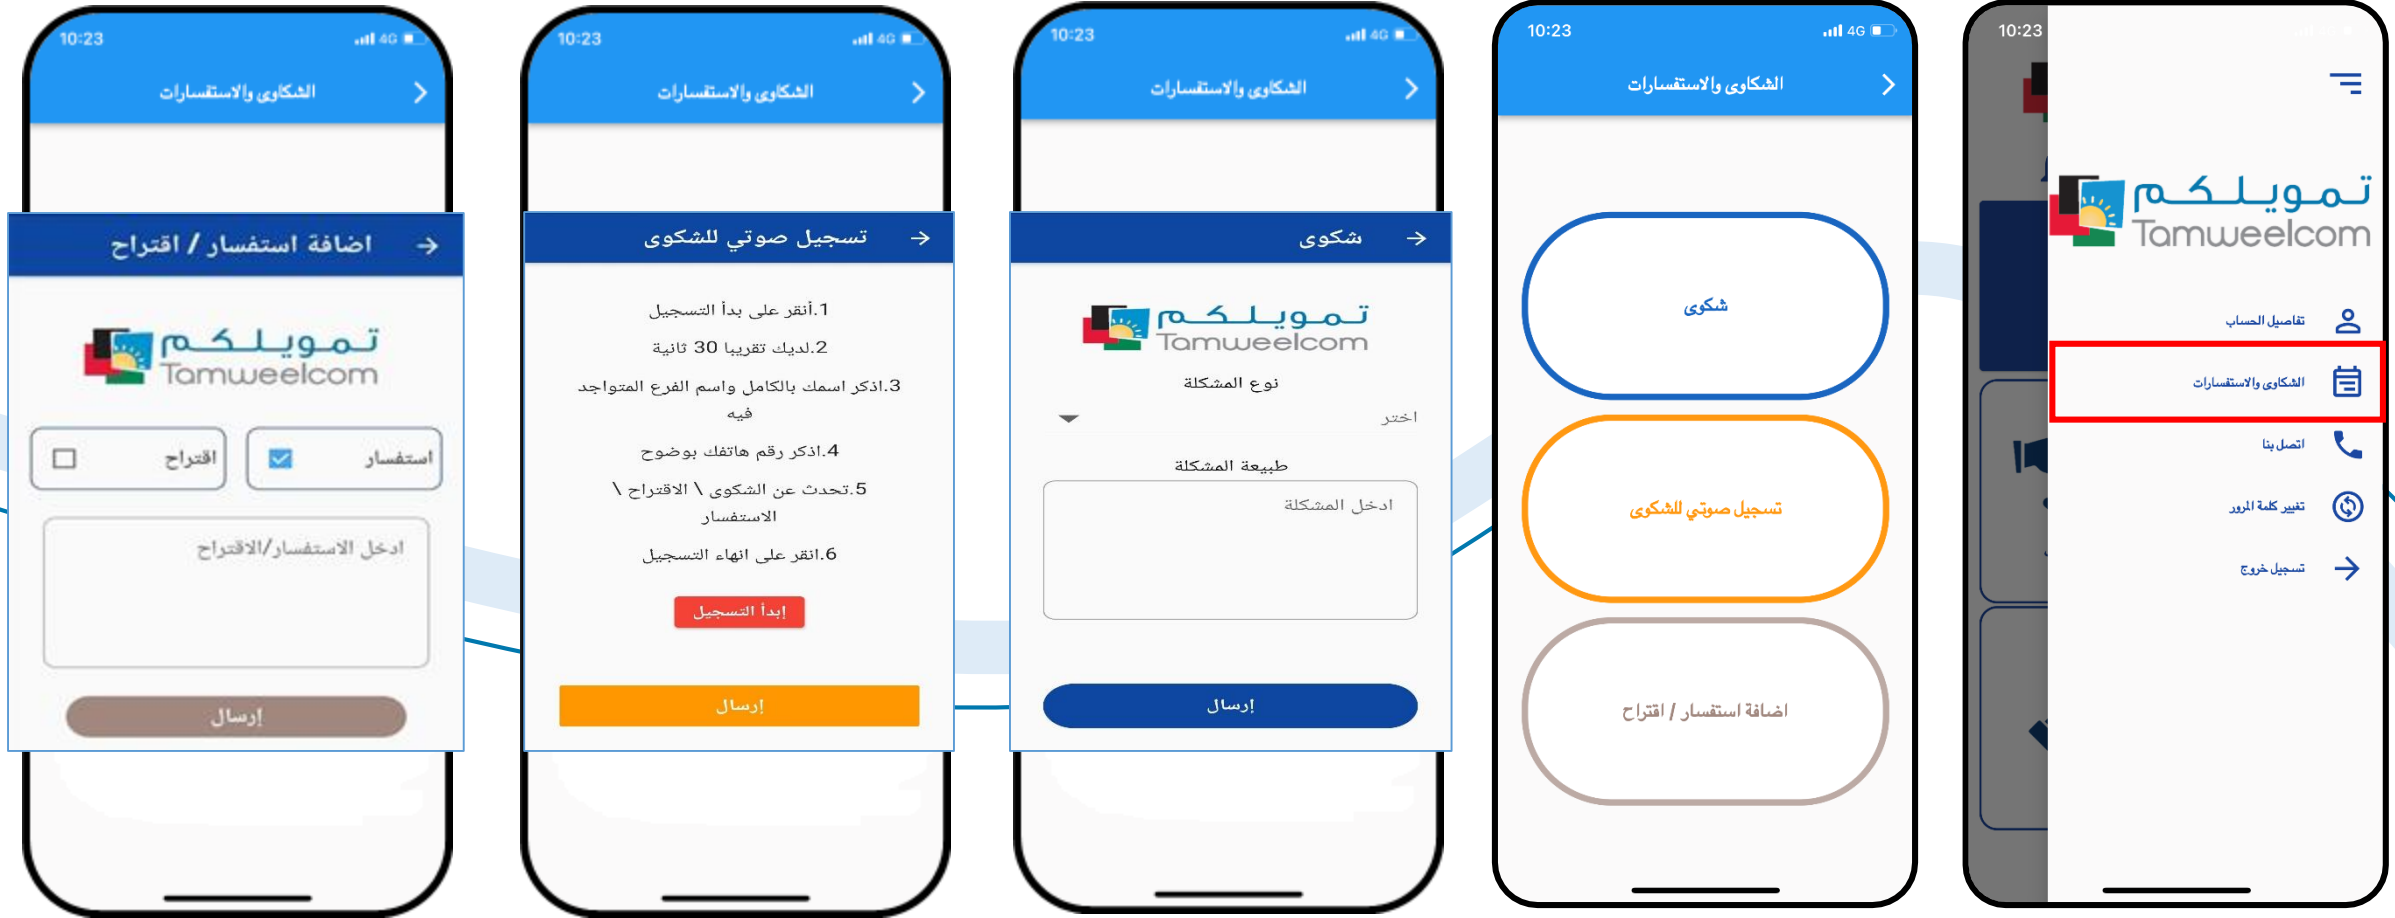 10:23
تمويلكم
Tamweelcom
تفاصيل الحساب
الشكاوى والاستفسارات
اتصل بنا
تغيير كلمة المرور
تسجيل خروج
10:23
4G
الشكاوى والاستفسارات
شكوى
تسجيل صوتي للشكوى
اضافة استفسار / اقتراح
10:23
4G
الشكاوى والاستفسارات
شكوى
تمويلكم
Tamweelcom
نوع المشكلة
اختر
طبيعة المشكلة
ادخل المشكلة
إرسال
10:23
4G
الشكاوى والاستفسارات
تسجيل صوتي للشكوى
1.أنقر على بدأ التسجيل
2.لديك تقريبا 30 ثانية
3.اذكر اسمك بالكامل واسم الفرع المتواجد
فيه
4.اذكر رقم هاتفك بوضوح
5.تحدث عن الشكوى \ الاقتراح \
الاستفسار
6.انقر على انهاء التسجيل
إبدأ التسجيل
إرسال
10:23
4G
الشكاوى والاستفسارات
اضافة استفسار / اقتراح
تمويلكم
Tamweelcom
استفسار
اقتراح
ادخل الاستفسار/الاقتراح
إرسال